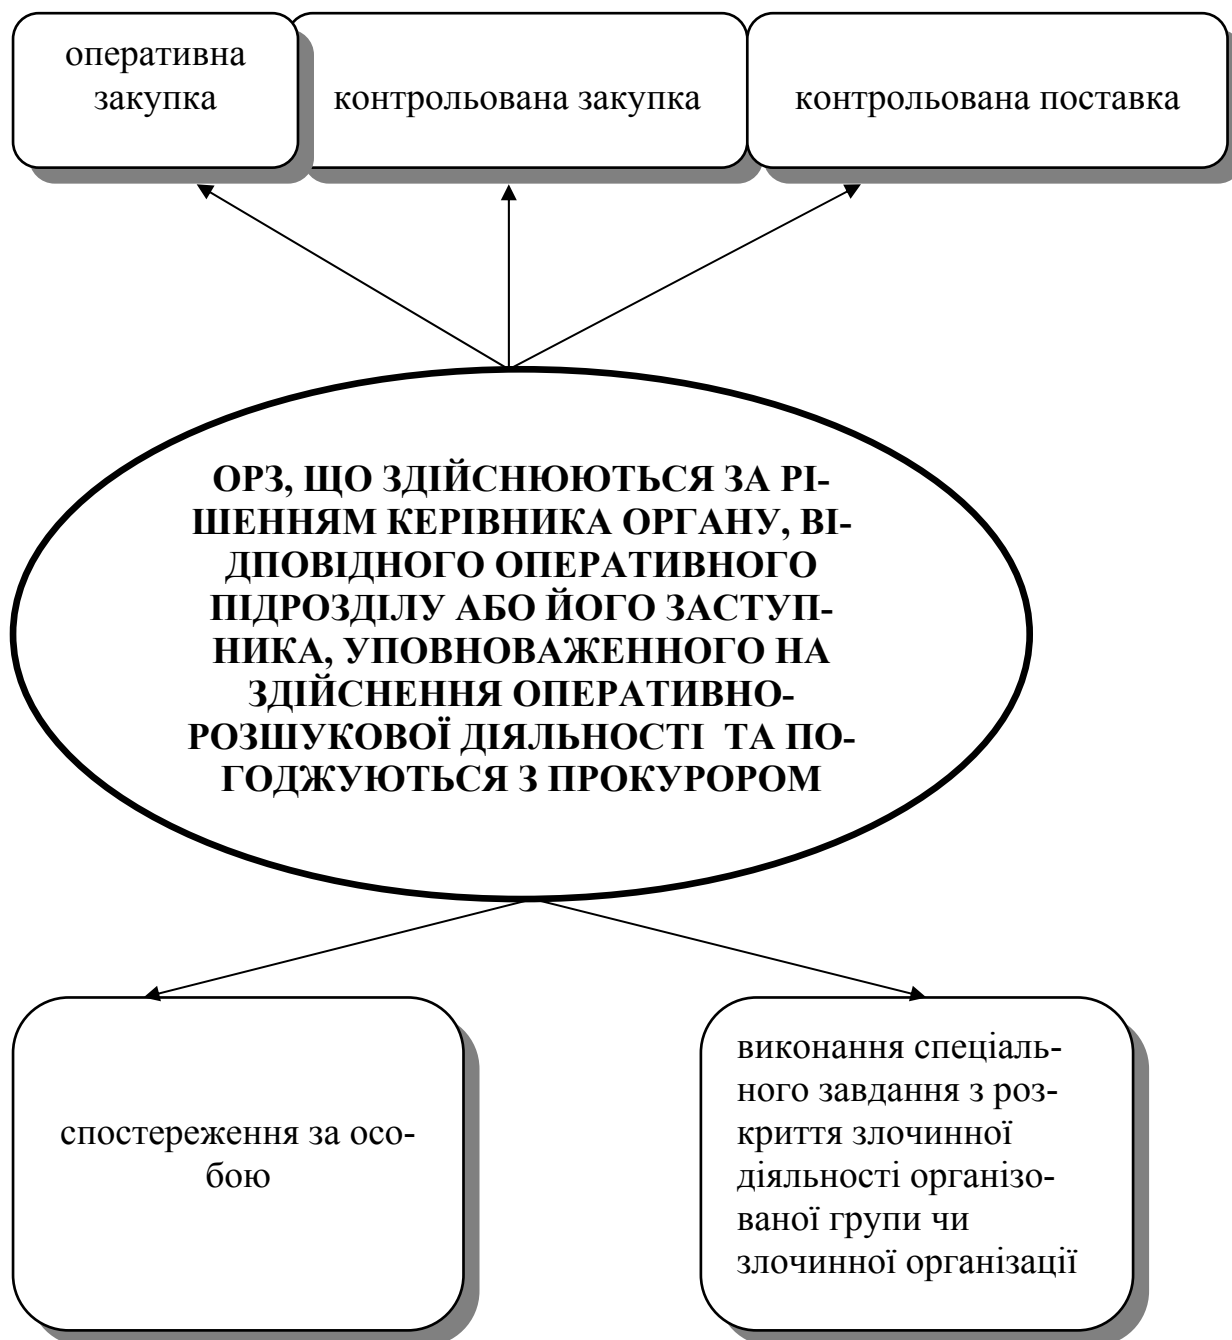 оперативна
закупка
контрольована закупка
контрольована поставка
ОРЗ, ЩО ЗДІЙСНЮЮТЬСЯ ЗА РІ-
ШЕННЯМ КЕРІВНИКА ОРГАНУ, ВІ-
ДПОВІДНОГО ОПЕРАТИВНОГО
ПІДРОЗДІЛУ АБО ЙОГО ЗАСТУП-
НИКА, УПОВНОВАЖЕННОГО НА
ЗДІЙСНЕННЯ ОПЕРАТИВНО-
РОЗШУКОВОЇ ДІЯЛЬНОСТІ ТА ПО-
ГОДЖУЮТЬСЯ З ПРОКУРОРОМ
спостереження за осо-
бою
виконання спеціаль-
ного завдання з роз-
криття злочинної
діяльності організо-
ваної групи чи
злочинної організації